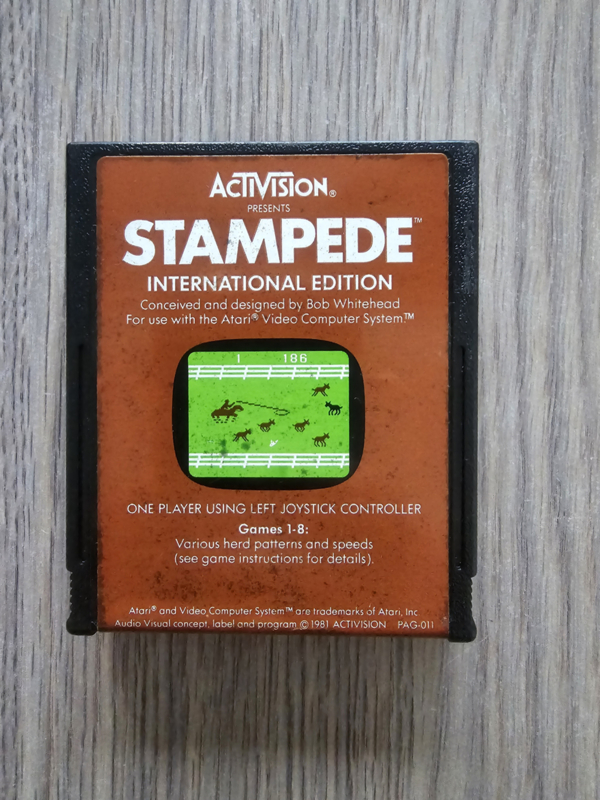 ACTIVISION®
PRESENTS
STAMPEDE™
INTERNATIONAL EDITION
Conceived and designed by Bob Whitehead
For use with the Atari® Video Computer System™
1 186
ONE PLAYER USING LEFT JOYSTICK CONTROLLER
Games 1-8:
Various herd patterns and speeds
(see game instructions for details).
Atari® and Video Computer System™ are trademarks of Atari, Inc
Audio Visual concept, label and program © 1981 ACTIVISION PAG-011